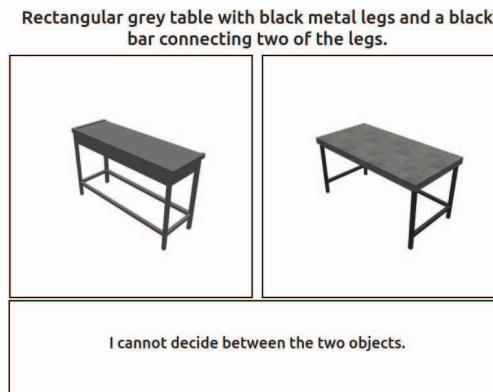 Rectangular grey table with black metal legs and a black
bar connecting two of the legs.
I cannot decide between the two objects.